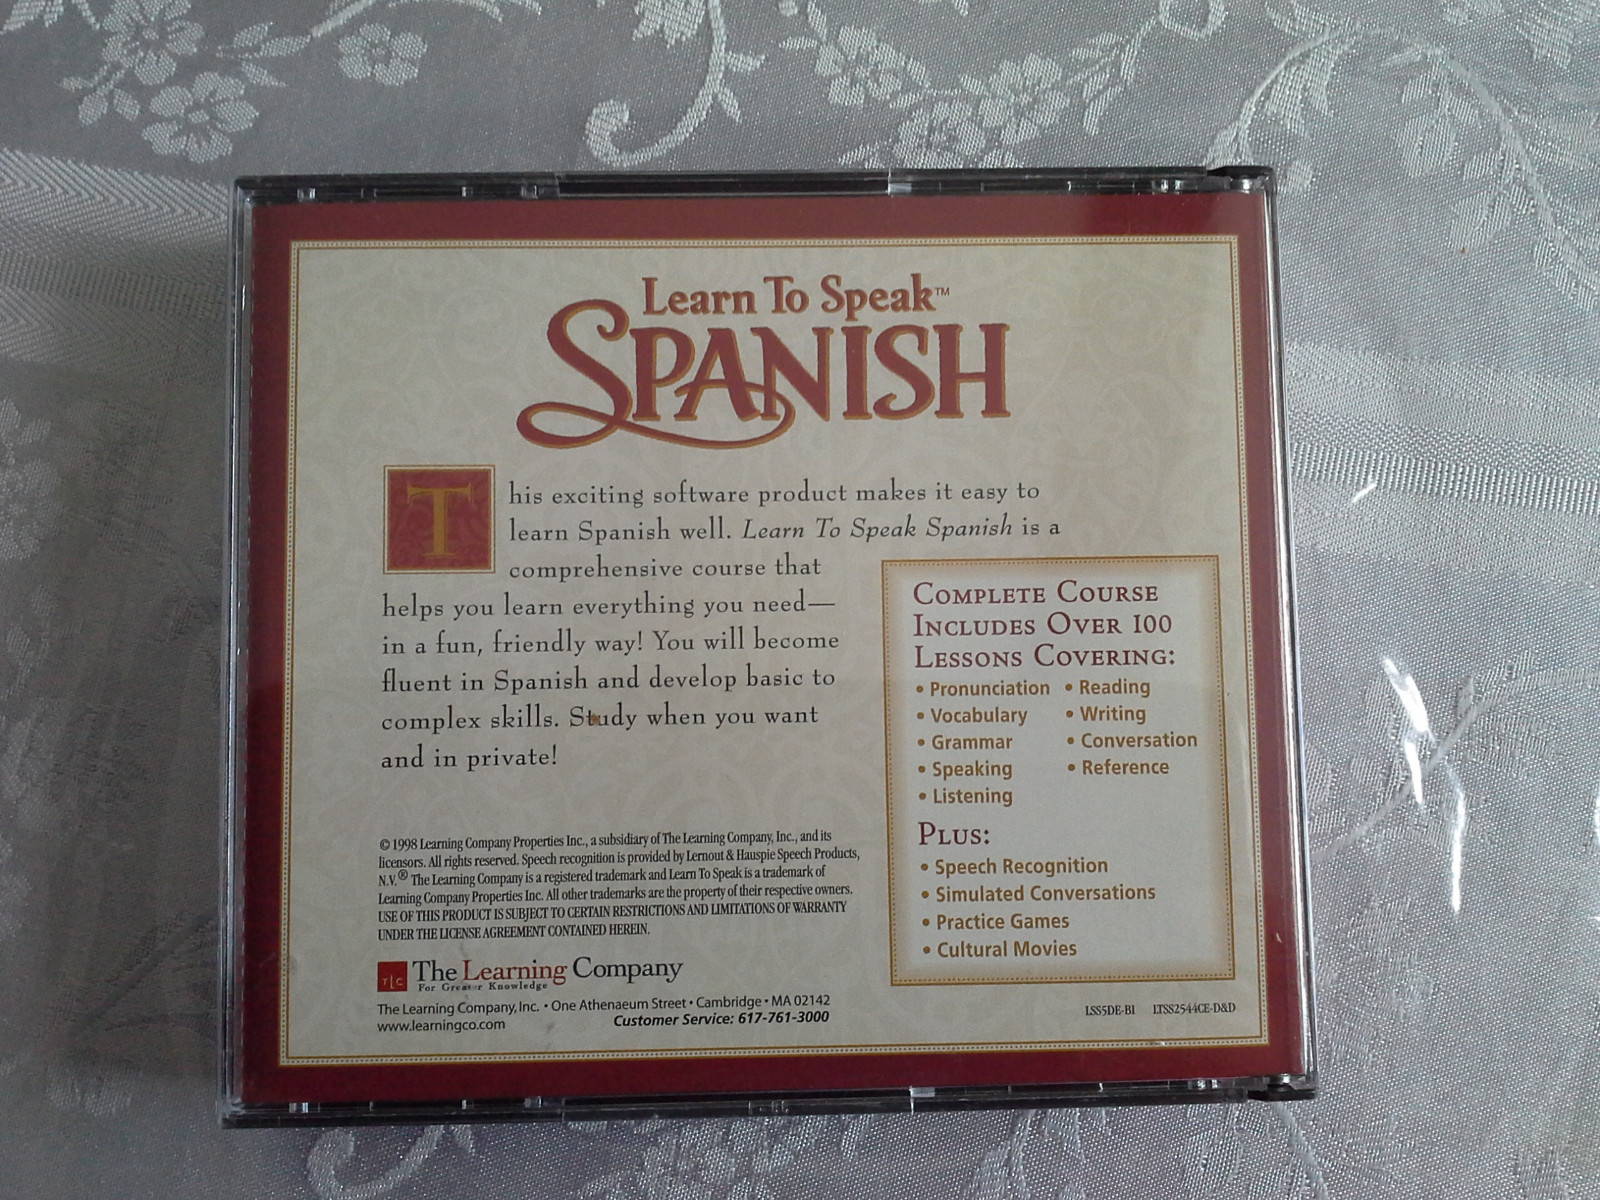 Learn To Speak™
SPANISH
This exciting software product makes it easy to
learn Spanish well. Learn To Speak Spanish is a
comprehensive course that
helps you learn everything you need—
in a fun, friendly way! You will become
fluent in Spanish and develop basic to
complex skills. Study when you want
and in private!
COMPLETE COURSE
INCLUDES OVER 100
LESSONS COVERING:
• Pronunciation • Reading
• Vocabulary • Writing
• Grammar • Conversation
• Speaking • Reference
• Listening
PLUS:
• Speech Recognition
• Simulated Conversations
• Practice Games
• Cultural Movies
© 1998 Learning Company Properties Inc., a subsidiary of The Learning Company, Inc., and its
licensors. All rights reserved. Speech recognition is provided by Lernout & Hauspie Speech Products,
N.V.® The Learning Company is a registered trademark and Learn To Speak is a trademark of
Learning Company Properties Inc. All other trademarks are the property of their respective owners.
USE OF THIS PRODUCT IS SUBJECT TO CERTAIN RESTRICTIONS AND LIMITATIONS OF WARRANTY
UNDER THE LICENSE AGREEMENT CONTAINED HEREIN.
TLC The Learning Company
For Greater Knowledge
The Learning Company, Inc. • One Athenaeum Street • Cambridge • MA 02142
www.learningco.com Customer Service: 617-761-3000
LSS5DE-BI LTSS2544CE-D&D